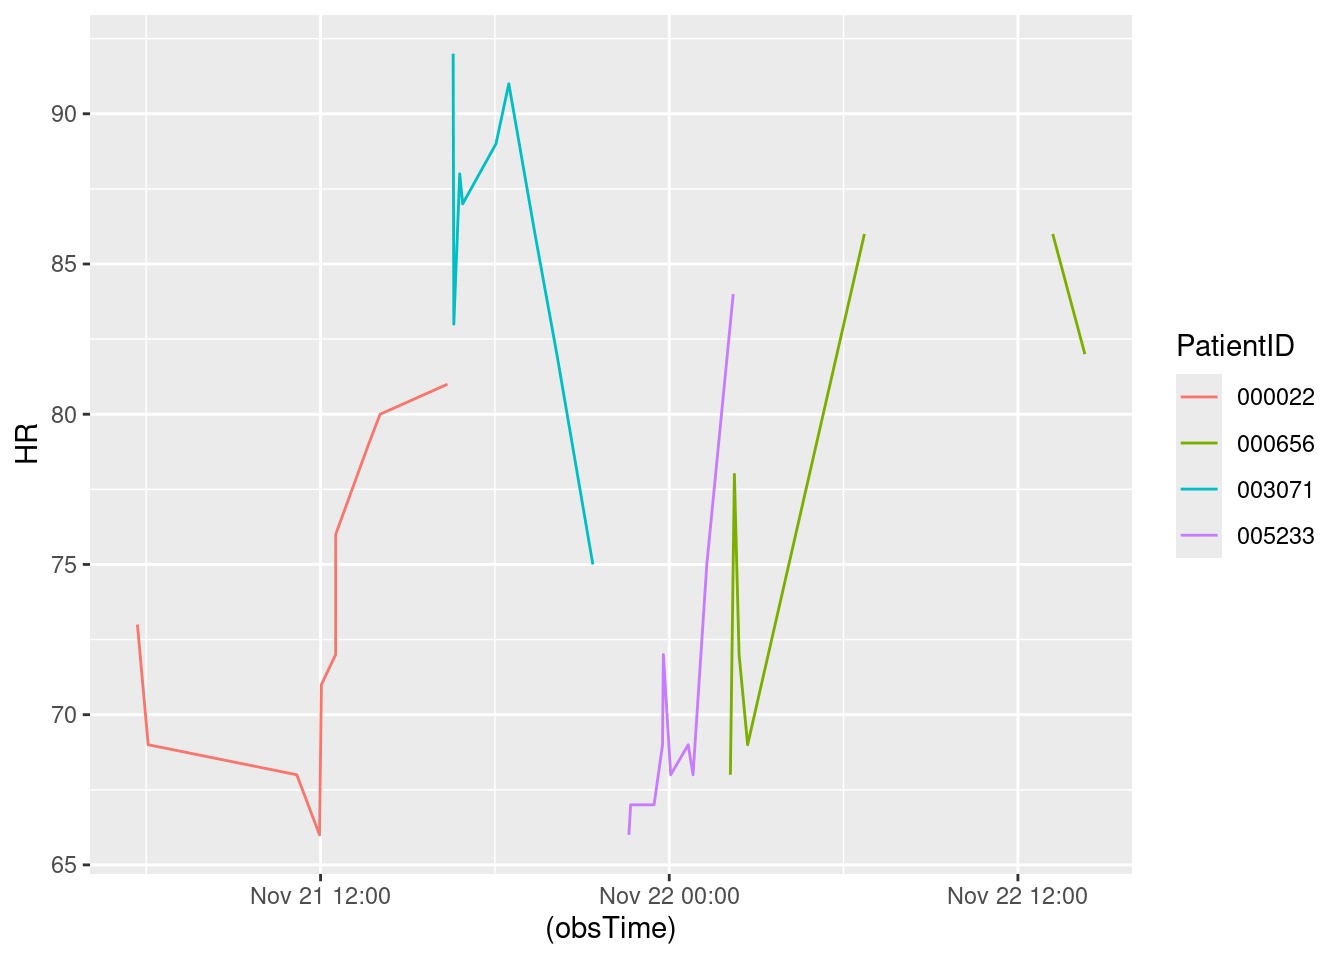 90
85
80
75
70
65
HR
Nov 21 12:00
Nov 22 00:00
Nov 22 12:00
(obsTime)
PatientID
000022
000656
003071
005233